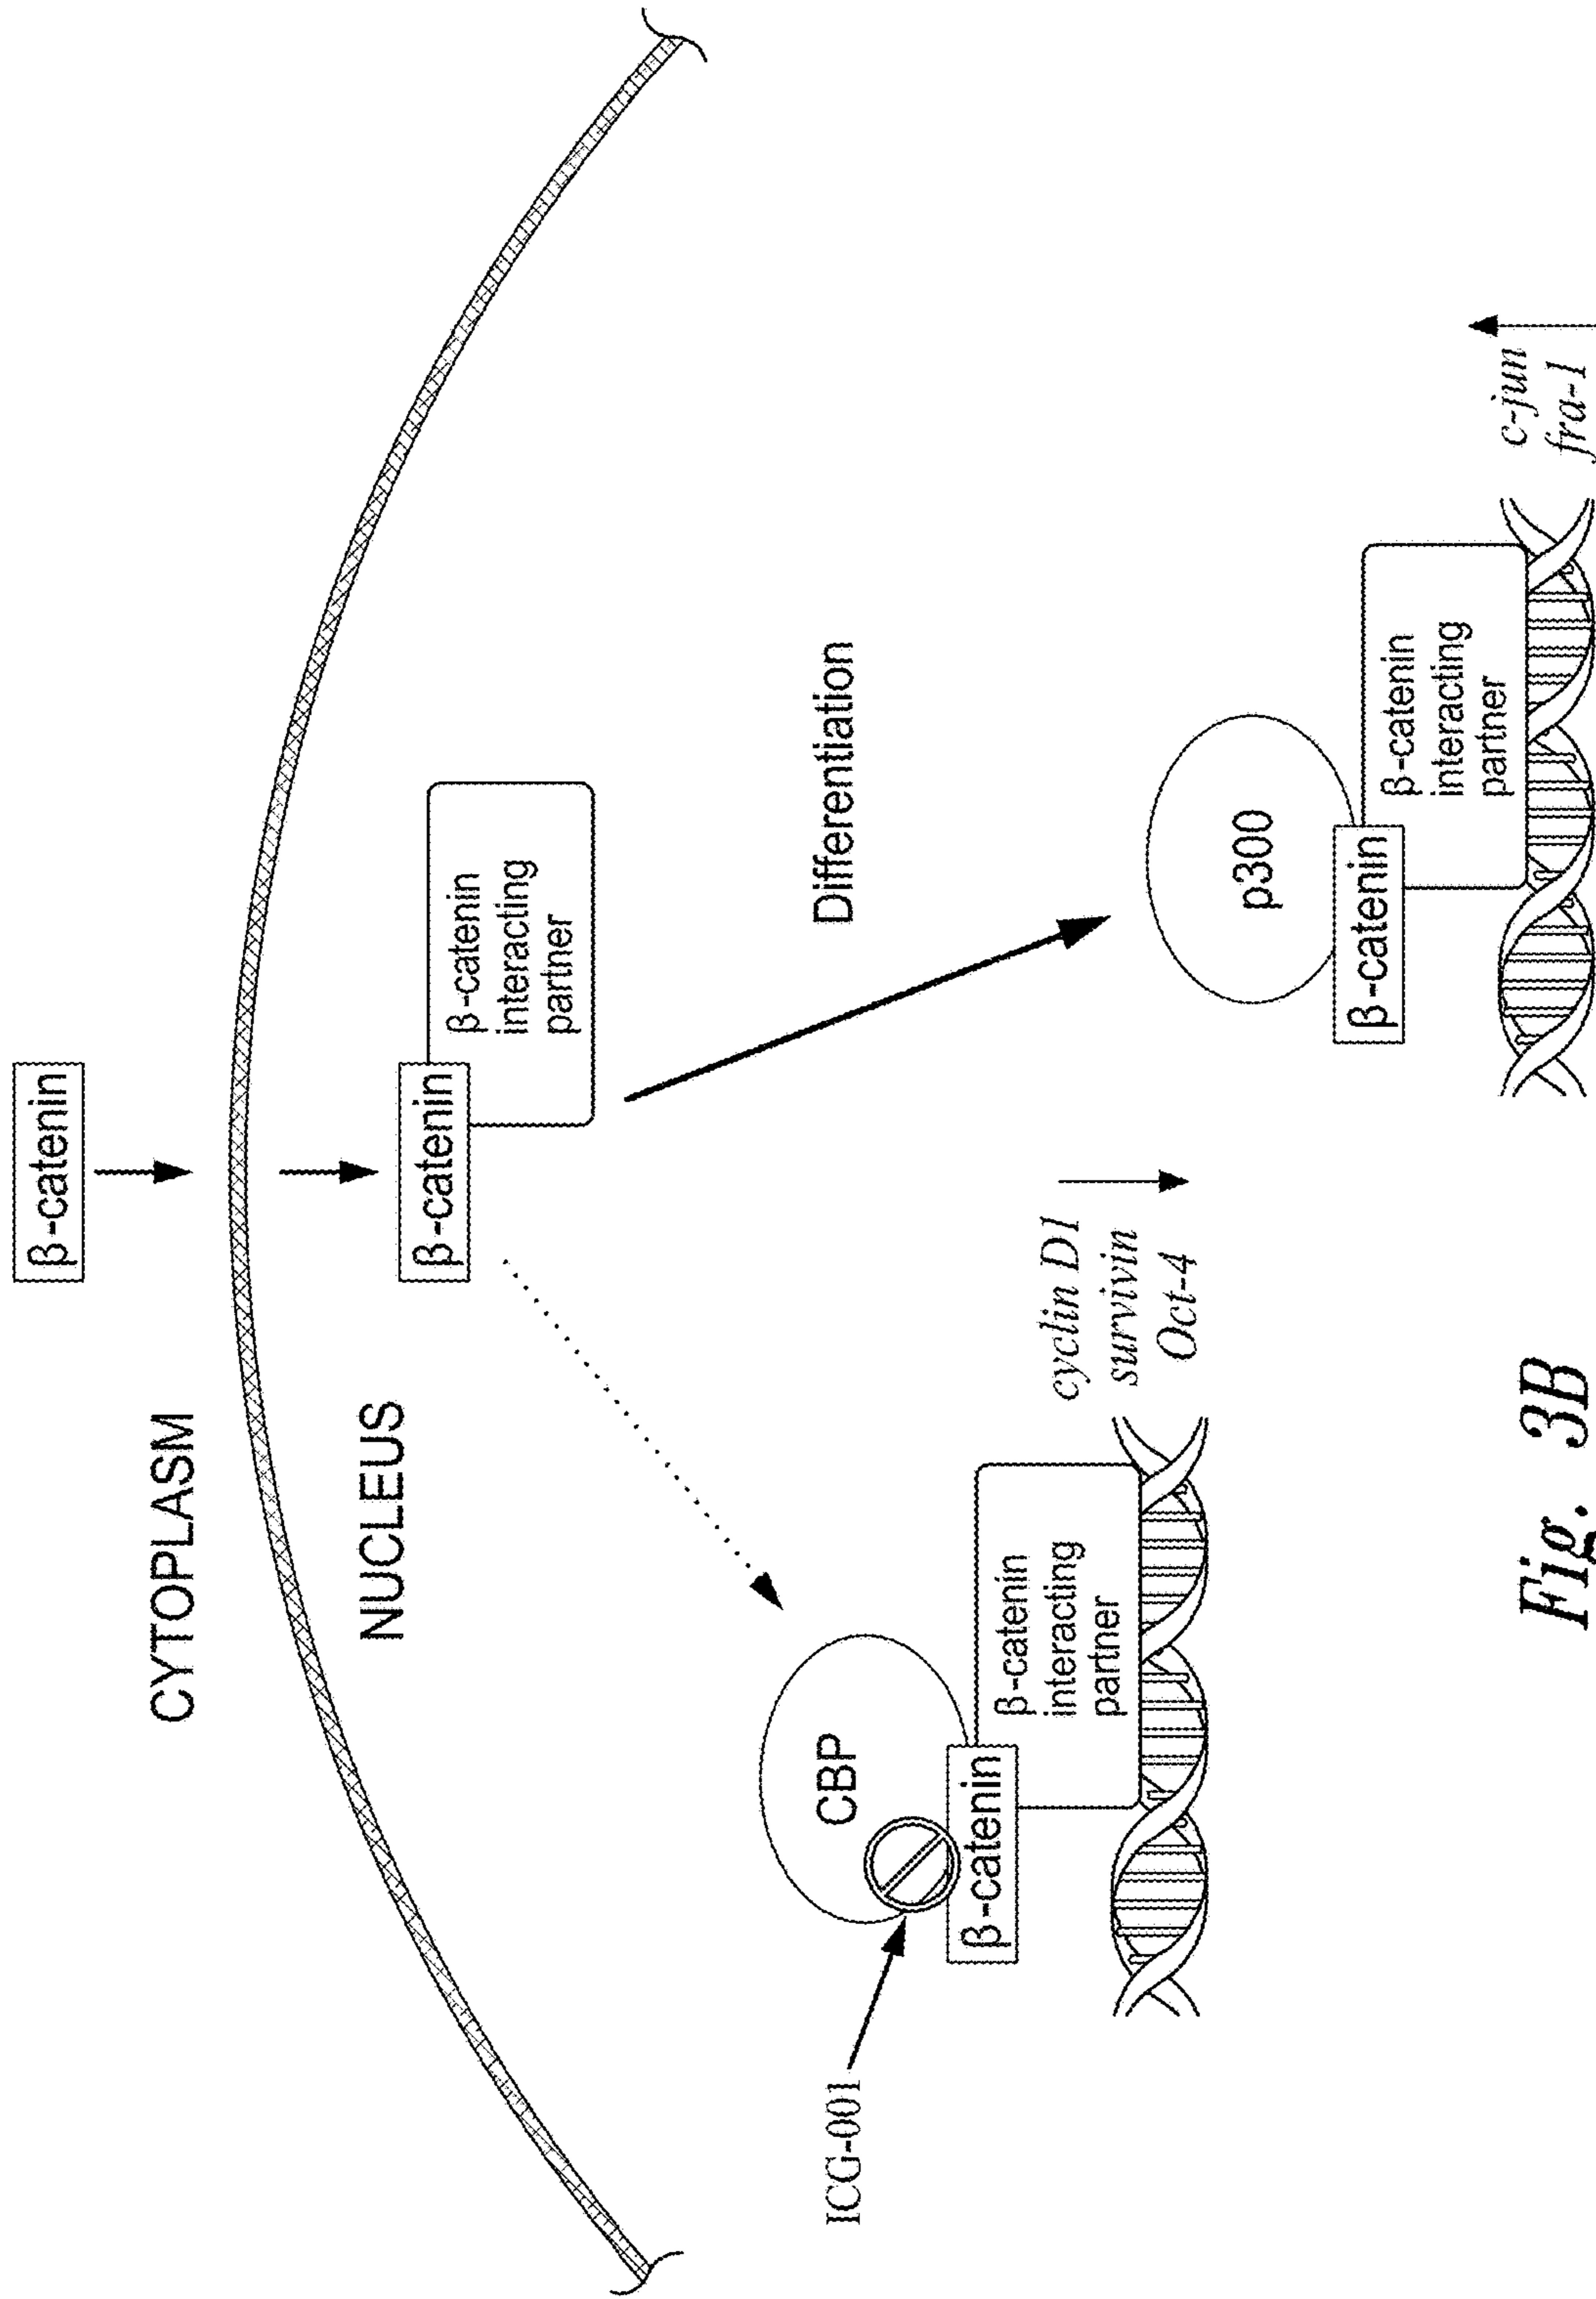 β-catenin
CYTOPLASM
NUCLEUS
β-catenin
β-catenin
interacting
partner
Differentiation
ICG-001
CBP
β-catenin
β-catenin
interacting
partner
cyclin D1
survivin
Oct-4
p300
β-catenin
β-catenin
interacting
partner
c-jun
fra-1
Fig. 3B